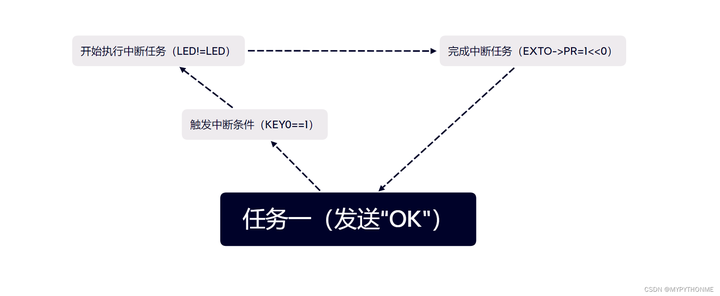 开始执行中断任务（LED!=LED）
完成中断任务（EXTO->PR=1<<0）
触发中断条件（KEY0==1）
任务一（发送“OK"）
CSDN @MYPYTHONME